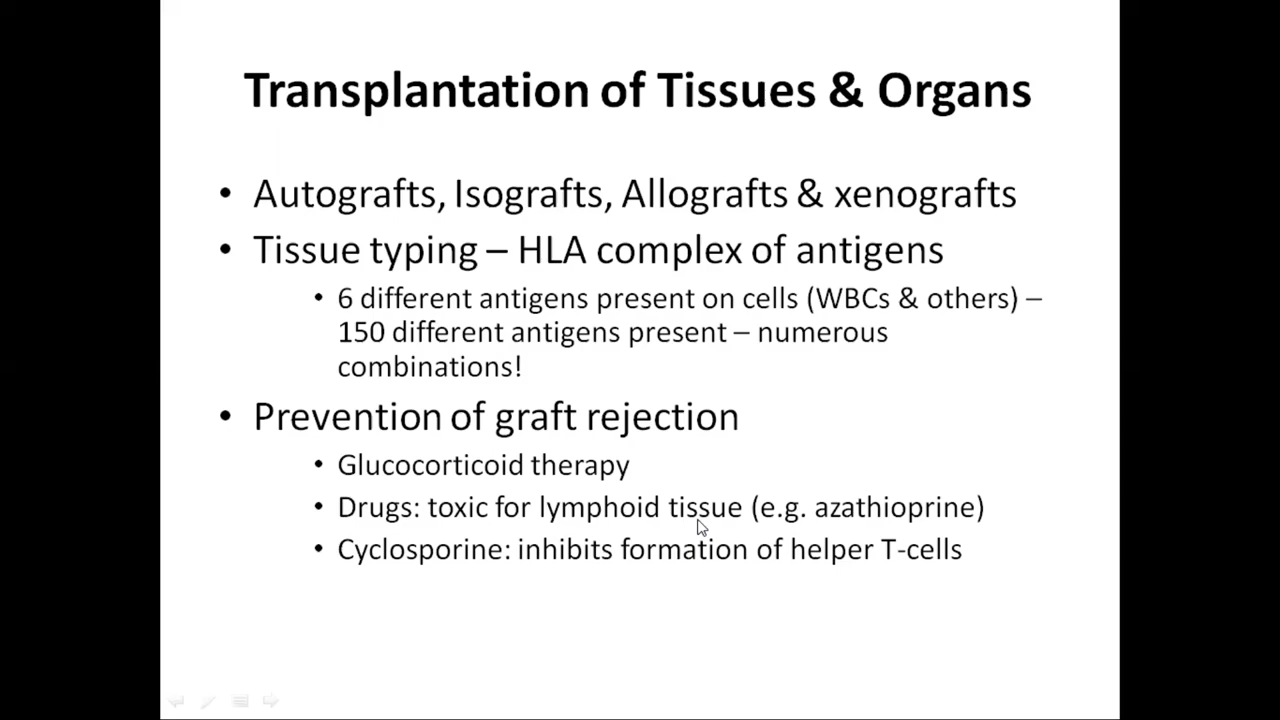 Transplantation of Tissues & Organs
• Autografts, Isografts, Allografts & xenografts
• Tissue typing – HLA complex of antigens
• 6 different antigens present on cells (WBCs & others) –
150 different antigens present – numerous
combinations!
• Prevention of graft rejection
• Glucocorticoid therapy
• Drugs: toxic for lymphoid tissue (e.g. azathioprine)
• Cyclosporine: inhibits formation of helper T-cells